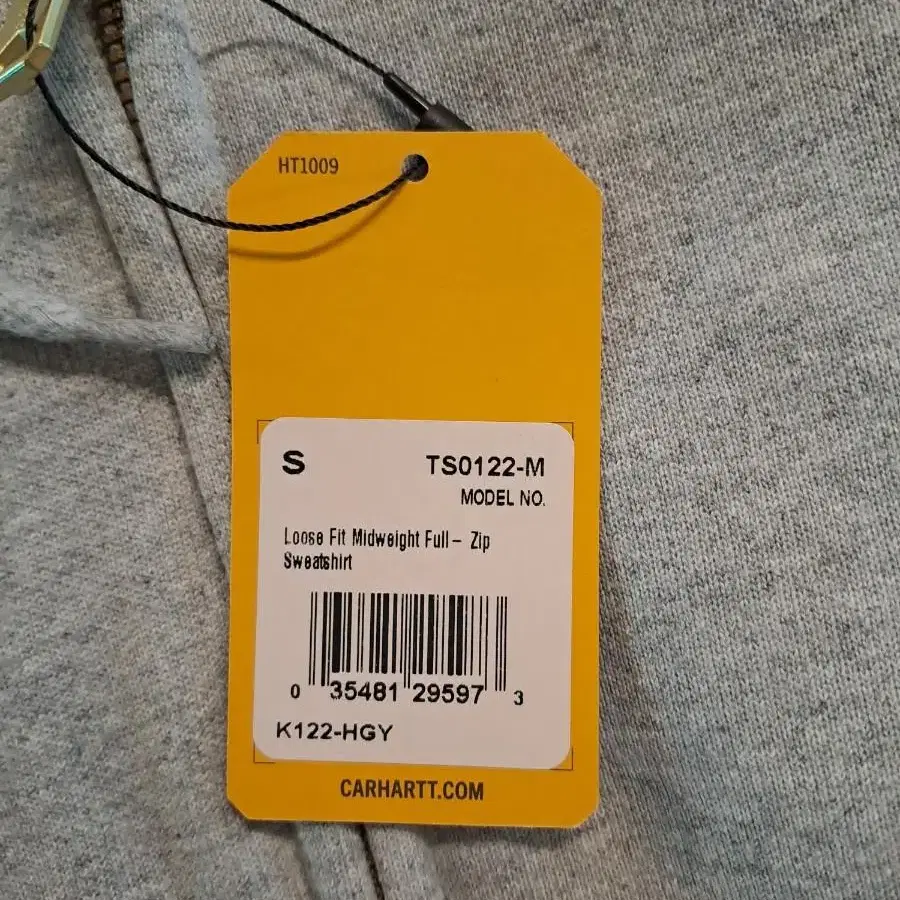 HT1009
S
TS0122-M
MODEL NO.
Loose Fit Midweight Full- Zip
Sweatshirt
0 35481 29597 3
K122-HGY
CARHARTT.COM